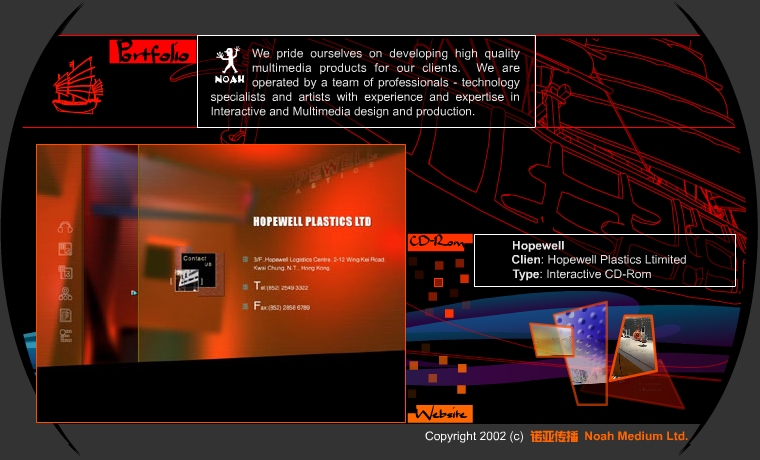 Portfolio
NOAH
We pride ourselves on developing high quality
multimedia products for our clients. We are
operated by a team of professionals - technology
specialists and artists with experience and expertise in
Interactive and Multimedia design and production.
HOPEWELL
HOPEWELL PLASTICS LTD
Contact
us
3/F.,Hopewell Logistics Centre, 2-12 Wing Kei Road,
Kwai Chung, N.T., Hong Kong
Tel:(852) 2549 3322
Fax:(852) 2858 6789
CD-Rom
Hopewell
Clien: Hopewell Plastics Ltimited
Type: Interactive CD-Rom
Website
Copyright 2002 (c) 诺亚传播 Noah Medium Ltd.